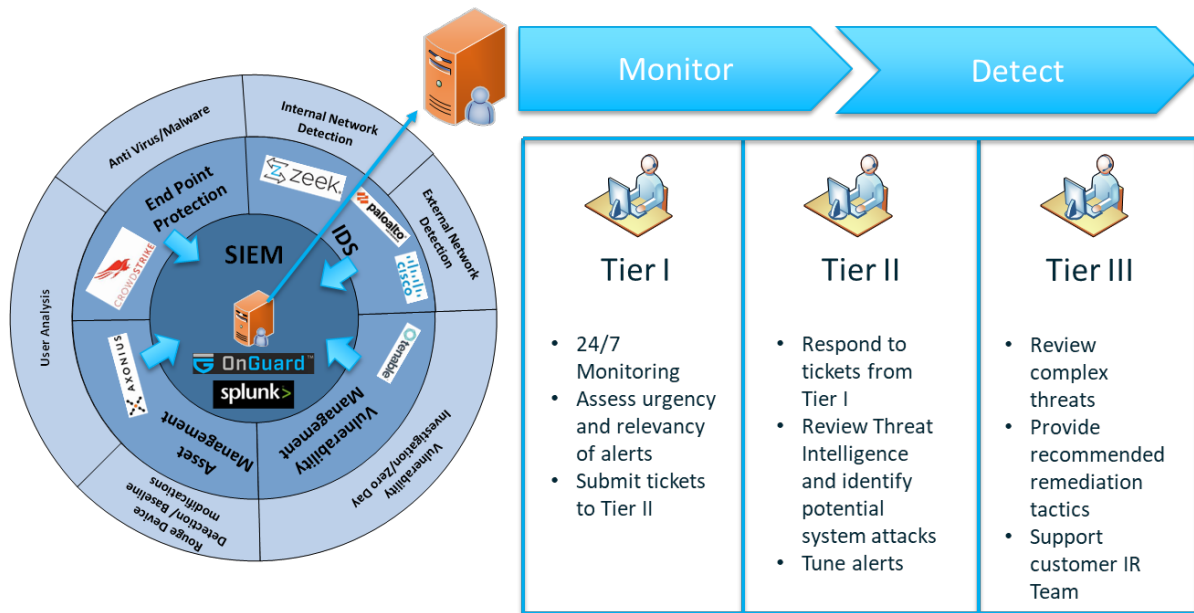 Anti Virus/Malware
Internal Network
Detection
External Network
Detection
User Analysis
Rouge Device
Detection/ Baseline
modifications
Vulnerability
Investigation/Zero Day
End Point
Protection
CROWDSTRIKE
zeek®
paloalto
IDS
CISCO
AXONIUS
Asset
Management
tenable
Vulnerability
Management
SIEM
OnGuard™
splunk>
Monitor
Detect
Tier I
• 24/7
Monitoring
• Assess urgency
and relevancy
of alerts
• Submit tickets
to Tier II
Tier II
• Respond to
tickets from
Tier I
• Review Threat
Intelligence
and identify
potential
system attacks
• Tune alerts
Tier III
• Review
complex
threats
• Provide
recommended
remediation
tactics
• Support
customer IR
Team